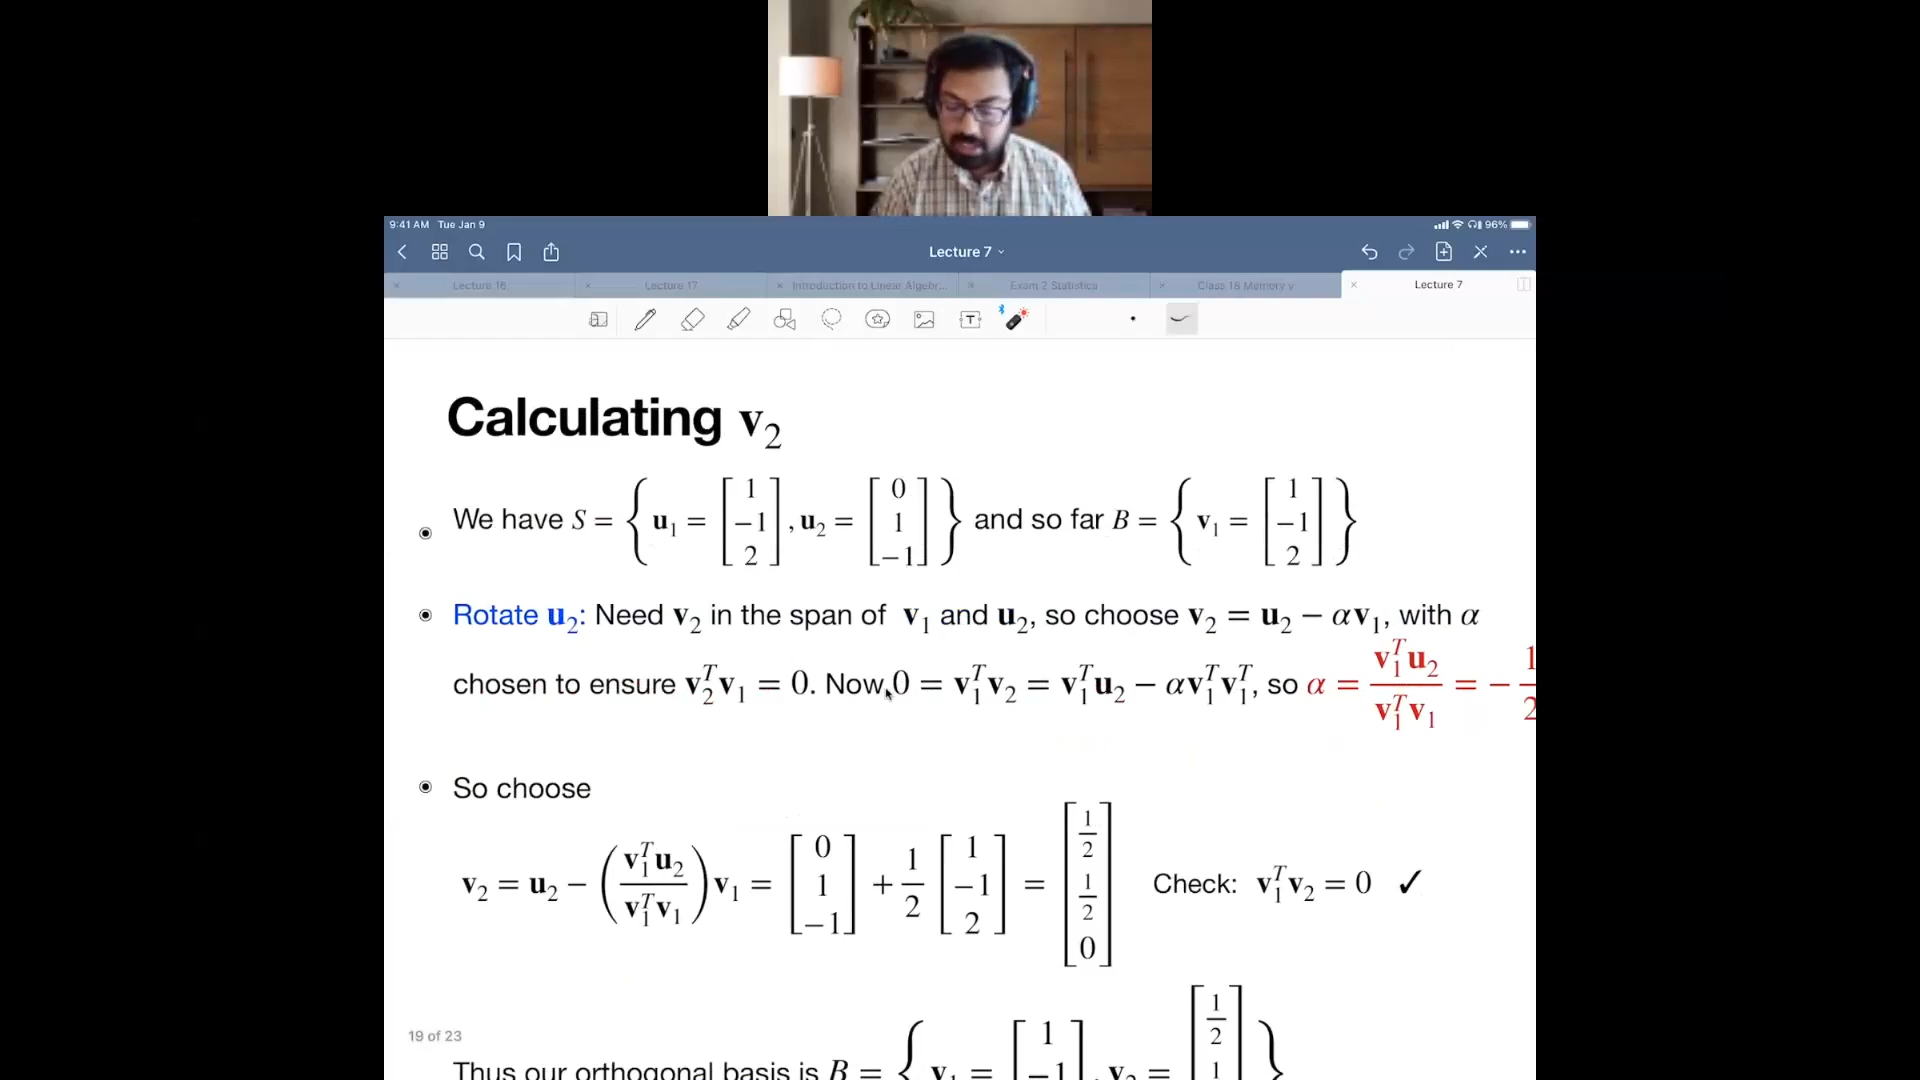 9:41 AM Tue Jan 9 96%
Lecture 7
Lecture 16 Lecture 17 Introduction to Linear Algebr... Exam 2 Statistics Class 18 Memory v Lecture 7
Calculating v₂
We have S = { u₁ = [1 −1 2], u₂ = [0 1 −1] } and so far B = { v₁ = [1 −1 2] }
Rotate u₂: Need v₂ in the span of v₁ and u₂, so choose v₂ = u₂ − αv₁, with α
chosen to ensure v₂ᵀv₁ = 0. Now, 0 = v₁ᵀv₂ = v₁ᵀu₂ − αv₁ᵀv₁ᵀ, so α = v₁ᵀu₂ / v₁ᵀv₁ = − 1/2
So choose
v₂ = u₂ − (v₁ᵀu₂ / v₁ᵀv₁) v₁ = [0 1 −1] + 1/2 [1 −1 2] = [1/2 1/2 0] Check: v₁ᵀv₂ = 0 ✓
19 of 23
Thus our orthogonal basis is B = { v₁ = [1 −1 , v₂ = [1/2 1 }